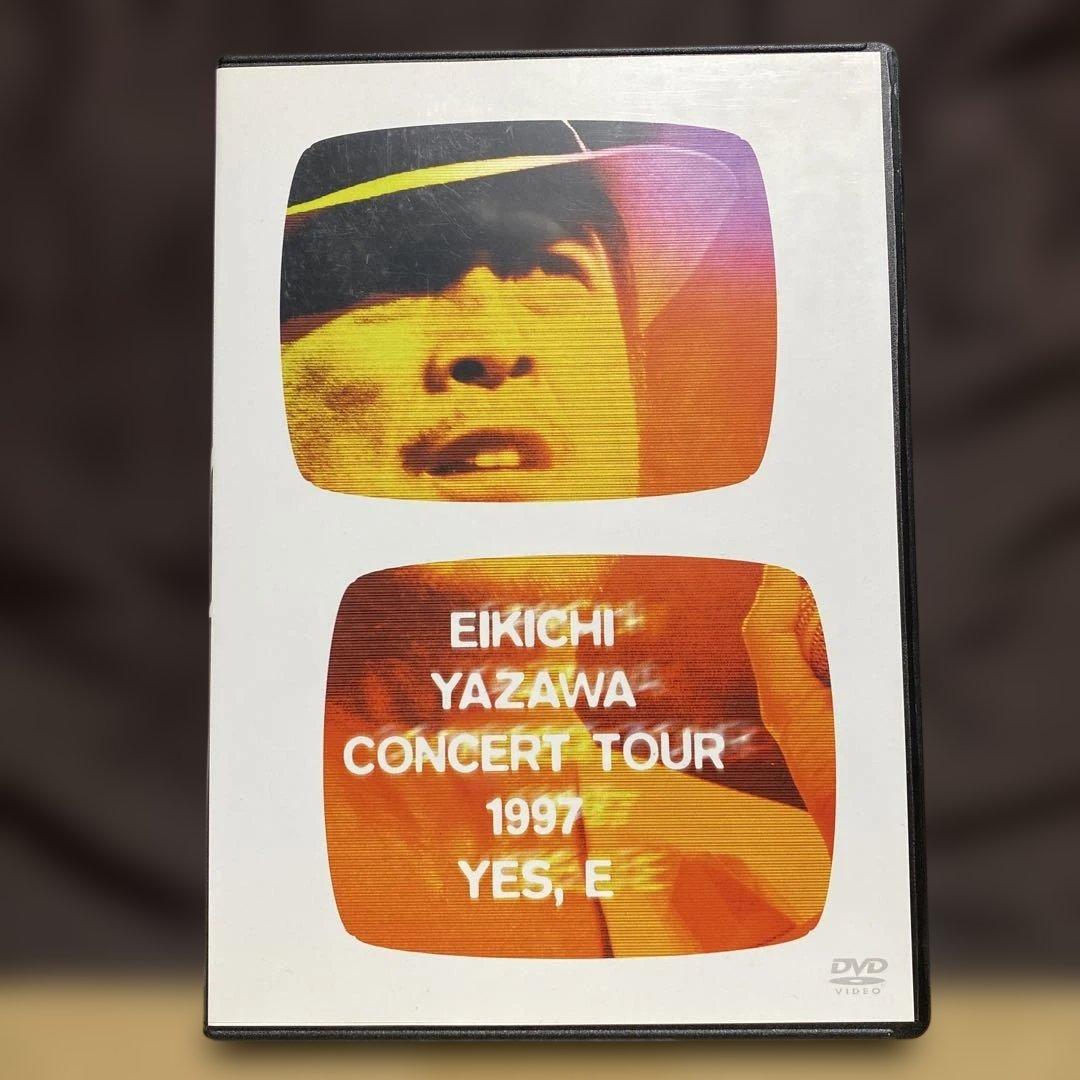 EIKICHI
YAZAWA
CONCERT TOUR
1997
YES, E
DVD
VIDEO